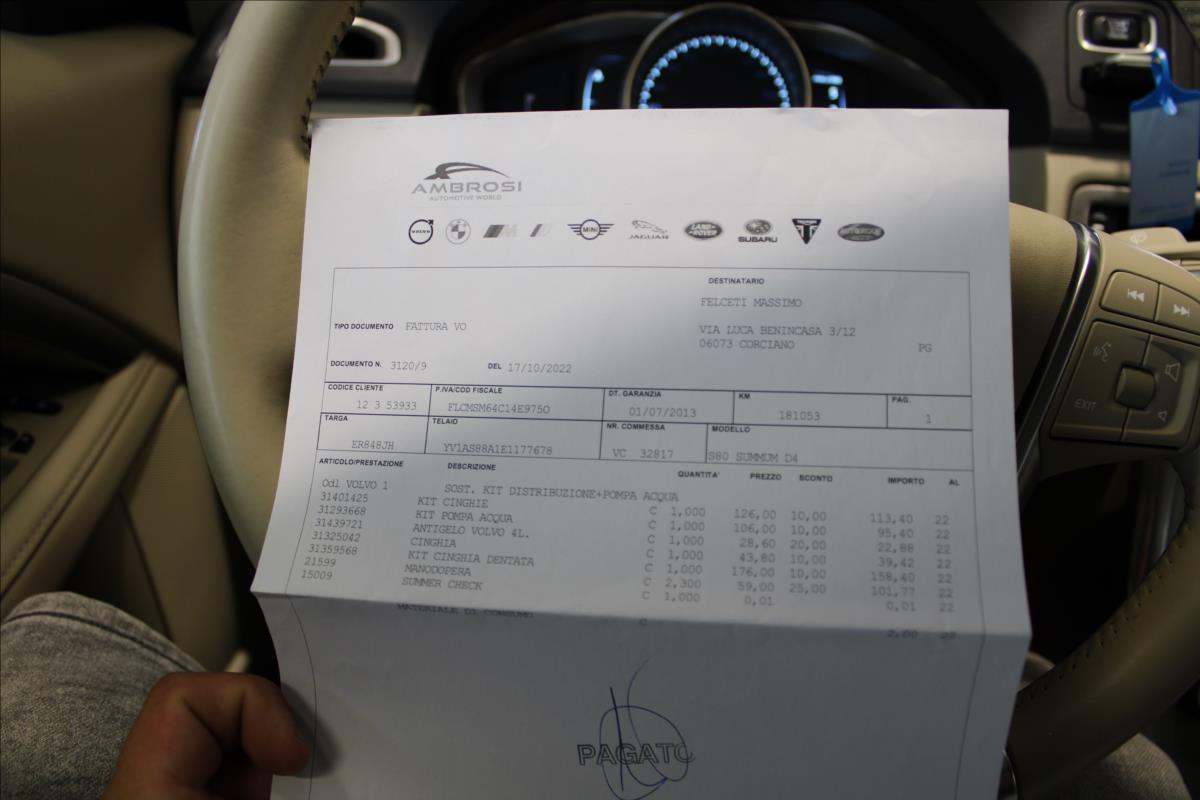 AMBROSI
AUTOMOTIVE WORLD
VOLVO MINI JAGUAR LAND ROVER SUBARU TRIUMPH
DESTINATARIO
FELCETI MASSIMO
TIPO DOCUMENTO FATTURA VO
VIA LUCA BENINCASA 3/12
06073 CORCIANO PG
DOCUMENTO N. 3120/9 DEL 17/10/2022
CODICE CLIENTE P.IVA/COD FISCALE DT. GARANZIA KM PAG.
12 3 53933 FLCMSM64C14E975O 01/07/2013 181053 1
TARGA TELAIO NR. COMMESSA MODELLO
ER848JH YV1AS88A1E1177678 VC 32817 S80 SUMMUM D4
ARTICOLO/PRESTAZIONE DESCRIZIONE QUANTITA' PREZZO SCONTO IMPORTO AL
Odl VOLVO 1 SOST. KIT DISTRIBUZIONE+POMPA ACQUA
31401425 KIT CINGHIE C 1,000 126,00 10,00 113,40 22
31293668 KIT POMPA ACQUA C 1,000 106,00 10,00 95,40 22
31439721 ANTIGELO VOLVO 4L. C 1,000 28,60 20,00 22,88 22
31325042 CINGHIA C 1,000 43,80 10,00 39,42 22
31359568 KIT CINGHIA DENTATA C 1,000 176,00 10,00 158,40 22
21599 MANODOPERA C 2,300 59,00 25,00 101,77 22
15009 SUMMER CHECK C 1,000 0,01 0,01 22
MATERIALE DI CONSUMO C 2,00 22
PAGATO
EXIT